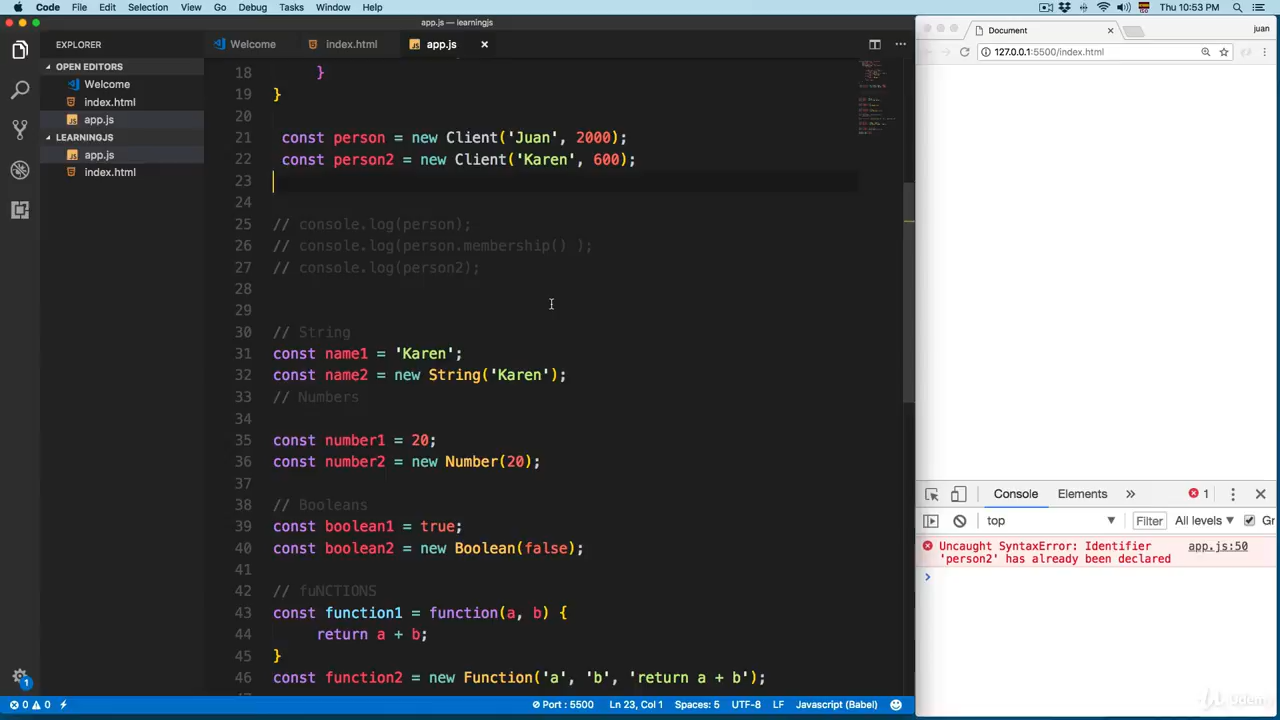 Code File Edit Selection View Go Debug Tasks Window Help Thu 10:53 PM
app.js — learningjs
Document juan
127.0.0.1:5500/index.html
EXPLORER
OPEN EDITORS
Welcome
index.html
app.js
LEARNINGJS
app.js
index.html
Welcome index.html app.js
18 }
19 }
20
21 const person = new Client('Juan', 2000);
22 const person2 = new Client('Karen', 600);
23
24
25 // console.log(person);
26 // console.log(person.membership() );
27 // console.log(person2);
28
29
30 // String
31 const name1 = 'Karen';
32 const name2 = new String('Karen');
33 // Numbers
34
35 const number1 = 20;
36 const number2 = new Number(20);
37
38 // Booleans
39 const boolean1 = true;
40 const boolean2 = new Boolean(false);
41
42 // fuNCTIONS
43 const function1 = function(a, b) {
44 return a + b;
45 }
46 const function2 = new Function('a', 'b', 'return a + b');
Console Elements » 1
top Filter All levels Gr
Uncaught SyntaxError: Identifier app.js:50
'person2' has already been declared
1
0 0 Port : 5500 Ln 23, Col 1 Spaces: 5 UTF-8 LF Javascript (Babel)
Udemy